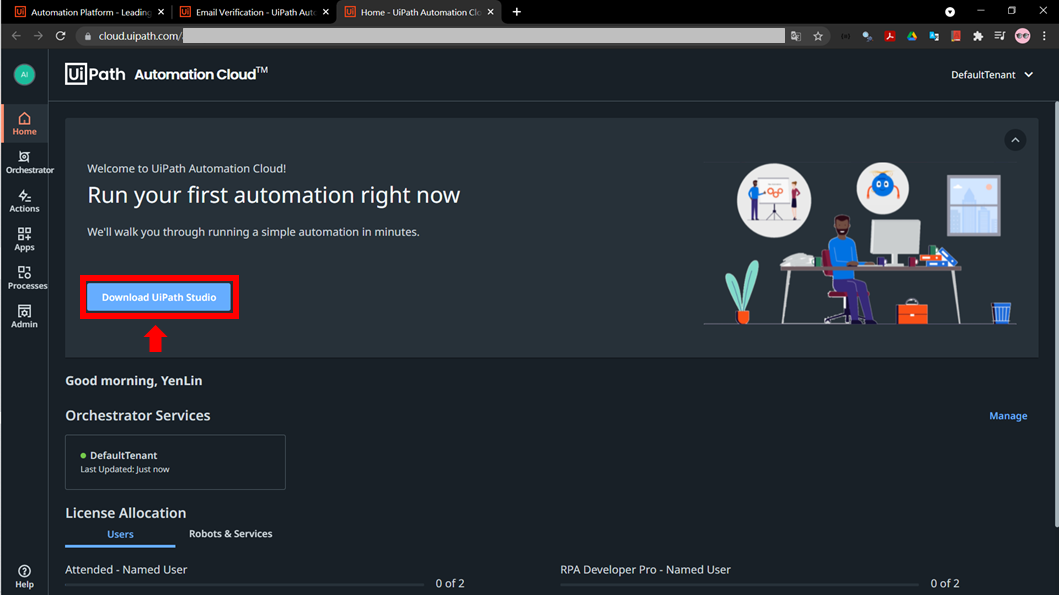 Automation Platform - Leading
Email Verification - UiPath Auto
Home - UiPath Automation Clo
cloud.uipath.com/
AI
UiPath Automation Cloud™
DefaultTenant
Home
Orchestrator
Actions
Apps
Processes
Admin
Help
Welcome to UiPath Automation Cloud!
Run your first automation right now
We'll walk you through running a simple automation in minutes.
Download UiPath Studio
Good morning, YenLin
Orchestrator Services
Manage
DefaultTenant
Last Updated: Just now
License Allocation
Users
Robots & Services
Attended - Named User
0 of 2
RPA Developer Pro - Named User
0 of 2